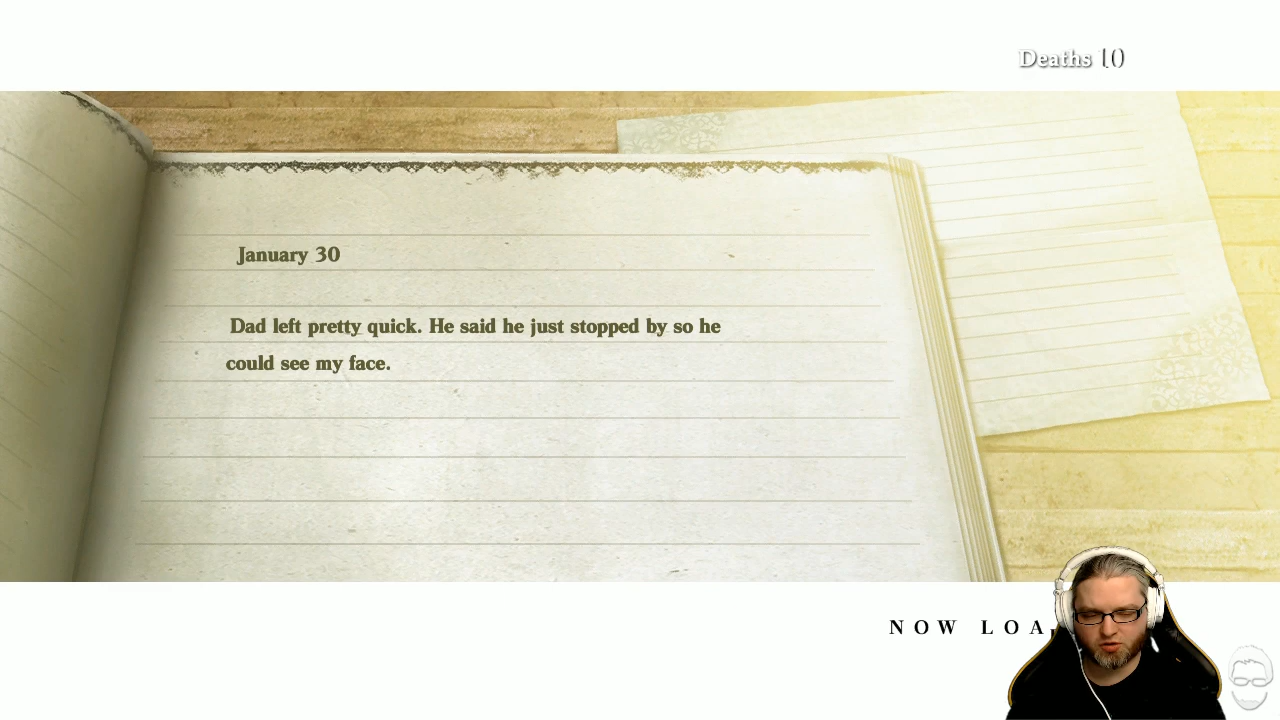 Deaths 10
January 30
Dad left pretty quick. He said he just stopped by so he
could see my face.
NOW LOA